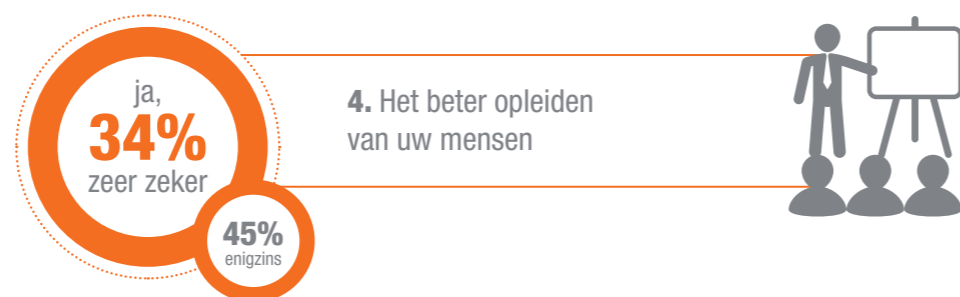 ja,
34%
zeer zeker
45%
enigzins
4. Het beter opleiden
van uw mensen